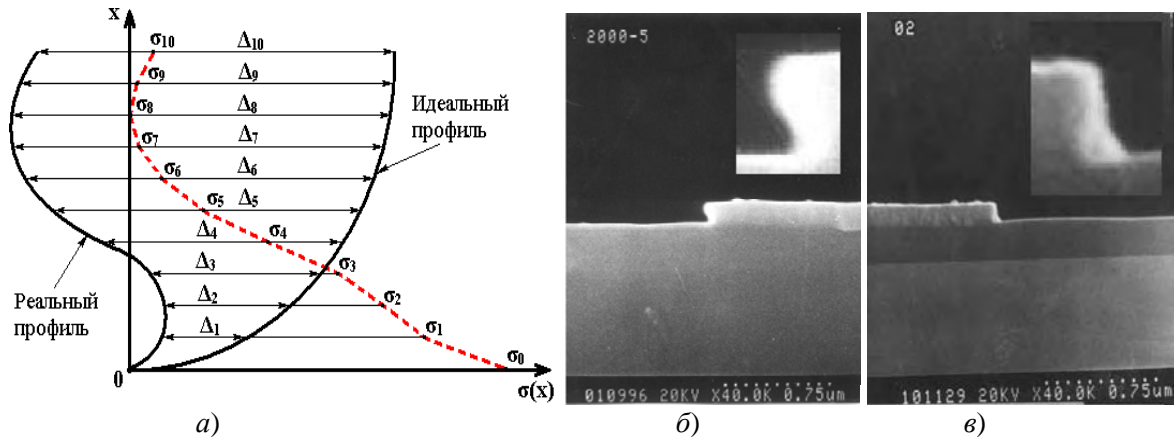 x
σ10
Δ10
σ9
Δ9
σ8
Δ8
Идеальный
профиль
σ7
Δ7
σ6
Δ6
σ5
Δ5
σ4
Δ4
σ3
Δ3
Реальный
профиль
σ2
Δ2
σ1
Δ1
σ0
0
σ(x)
а)
2000-5
010996 20KV X40.0K 0.75um
б)
02
101129 20KV X40.0K 0.75um
в)